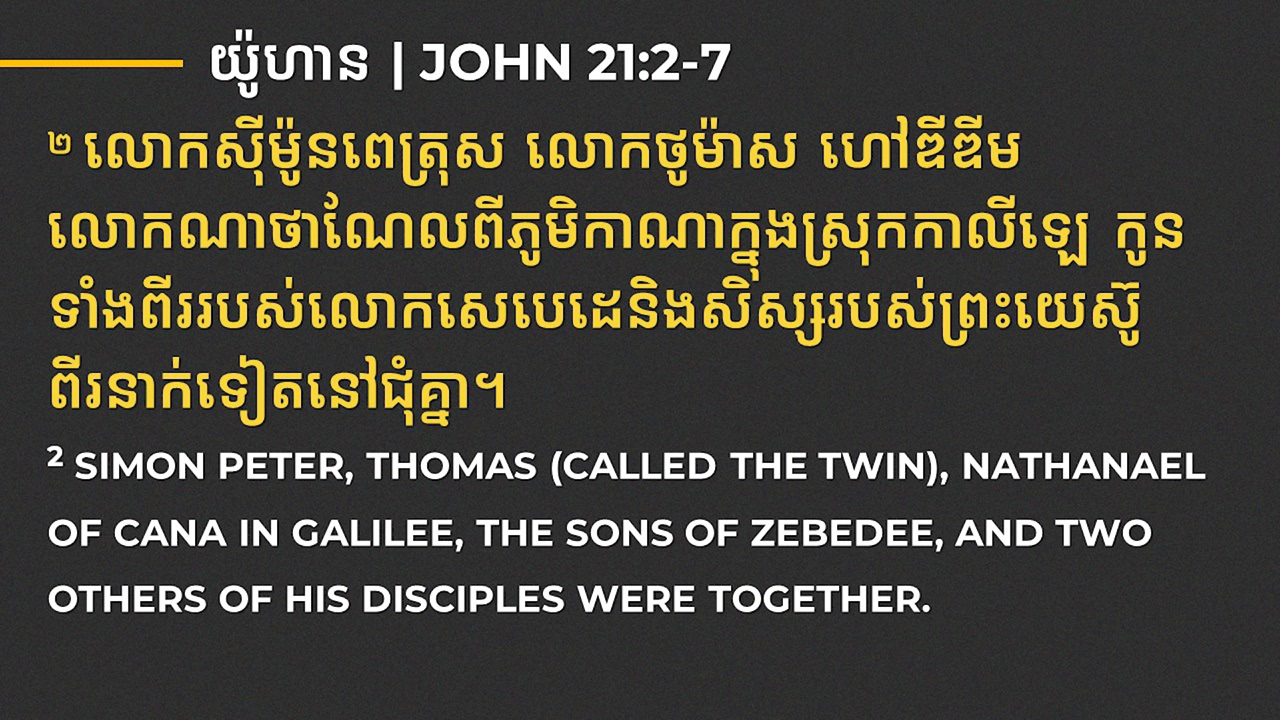 យ៉ូហាន | JOHN 21:2-7
២ លោកស៊ីម៉ូនពេត្រុស លោកថូម៉ាស ហៅឌីឌីម
លោកណាថាណែលពីភូមិកាណាក្នុងស្រុកកាលីឡេ កូន
ទាំងពីររបស់លោកសេបេដេនិងសិស្សរបស់ព្រះយេស៊ូ
ពីរនាក់ទៀតនៅជុំគ្នា។
2 SIMON PETER, THOMAS (CALLED THE TWIN), NATHANAEL
OF CANA IN GALILEE, THE SONS OF ZEBEDEE, AND TWO
OTHERS OF HIS DISCIPLES WERE TOGETHER.